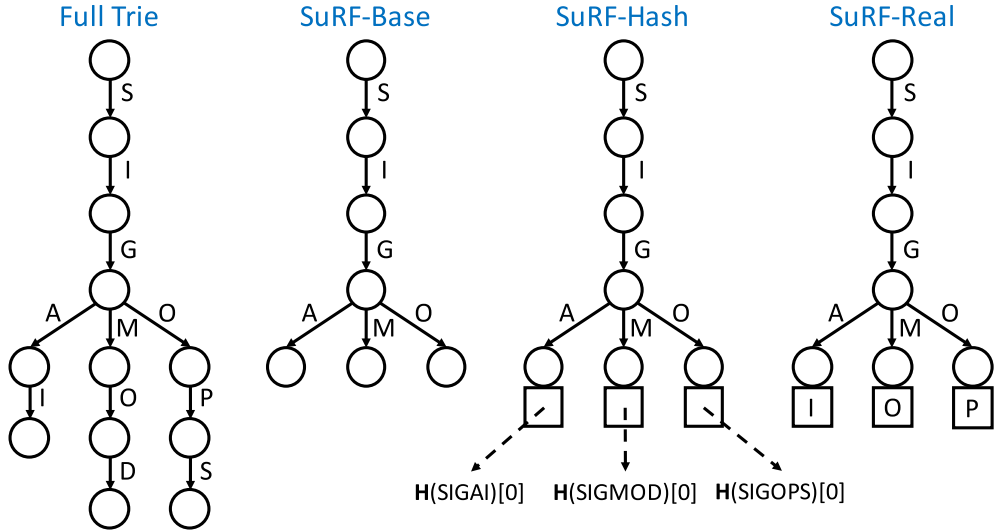 Full Trie
SuRF-Base
SuRF-Hash
SuRF-Real
S
S
S
S
I
I
I
I
G
G
G
G
A
M
O
A
M
O
A
M
O
A
M
O
I
O
P
I
O
P
D
S
H(SIGAI)[0]
H(SIGMOD)[0]
H(SIGOPS)[0]